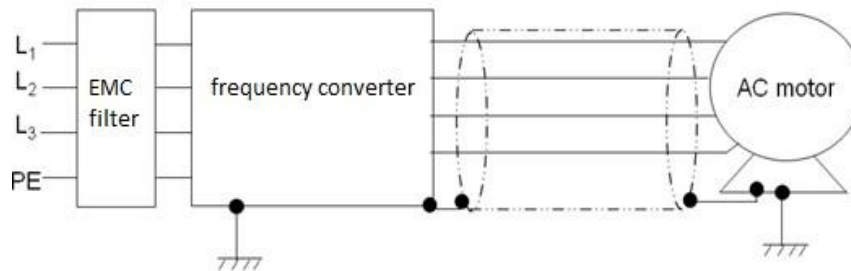 L1
L2
L3
PE
EMC
filter
frequency converter
AC motor